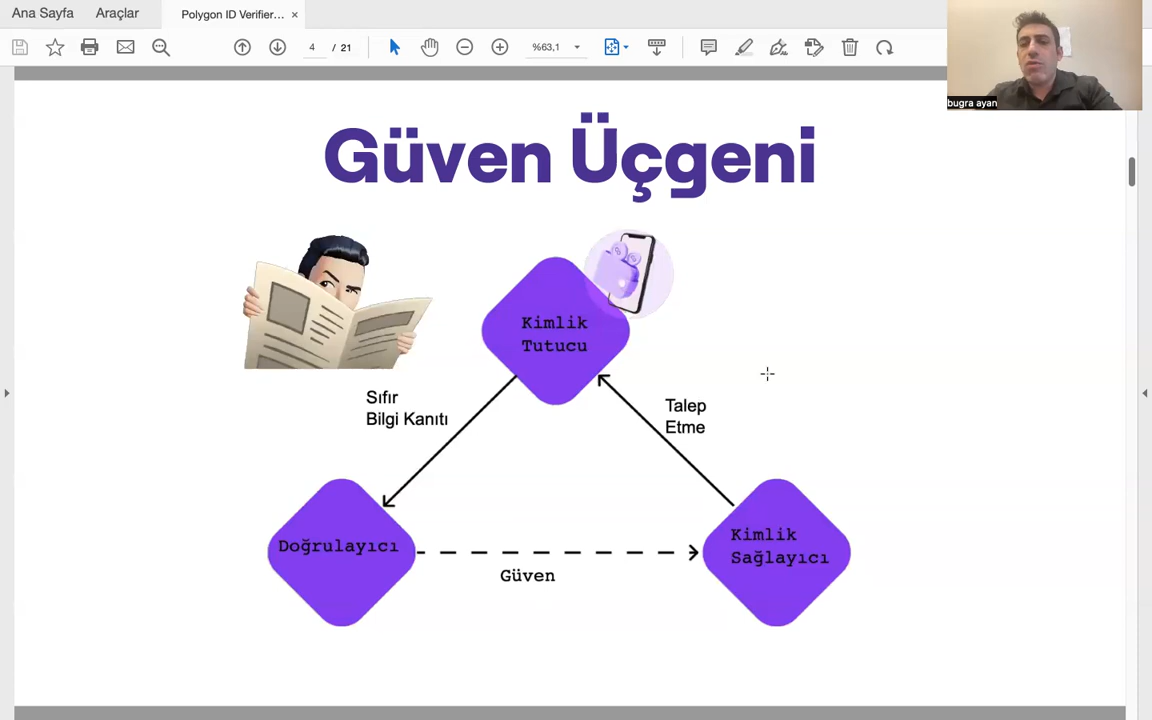 Ana Sayfa
Araçlar
Polygon ID Verifier...
×
4 / 21
%63,1
bugra ayan
Güven Üçgeni
Kimlik
Tutucu
Sıfır
Bilgi Kanıtı
Talep
Etme
Doğrulayıcı
Kimlik
Sağlayıcı
Güven